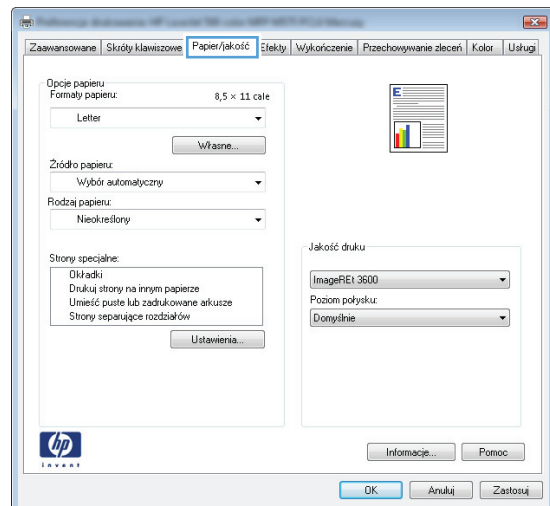 Zaawansowane Skróty klawiszowe Papier/jakość Efekty Wykończenie Przechowywanie zleceń Kolor Usługi
Opcje papieru
Formaty papieru: 8,5 × 11 cale
Letter
Własne...
Źródło papieru:
Wybór automatyczny
Rodzaj papieru:
Nieokreślony
Strony specjalne:
Okładki
Drukuj strony na innym papierze
Umieść puste lub zadrukowane arkusze
Strony separujące rozdziałów
Ustawienia...
E
Jakość druku
ImageREt 3600
Poziom połysku:
Domyślnie
hp
invent
Informacje... Pomoc
OK Anuluj Zastosuj